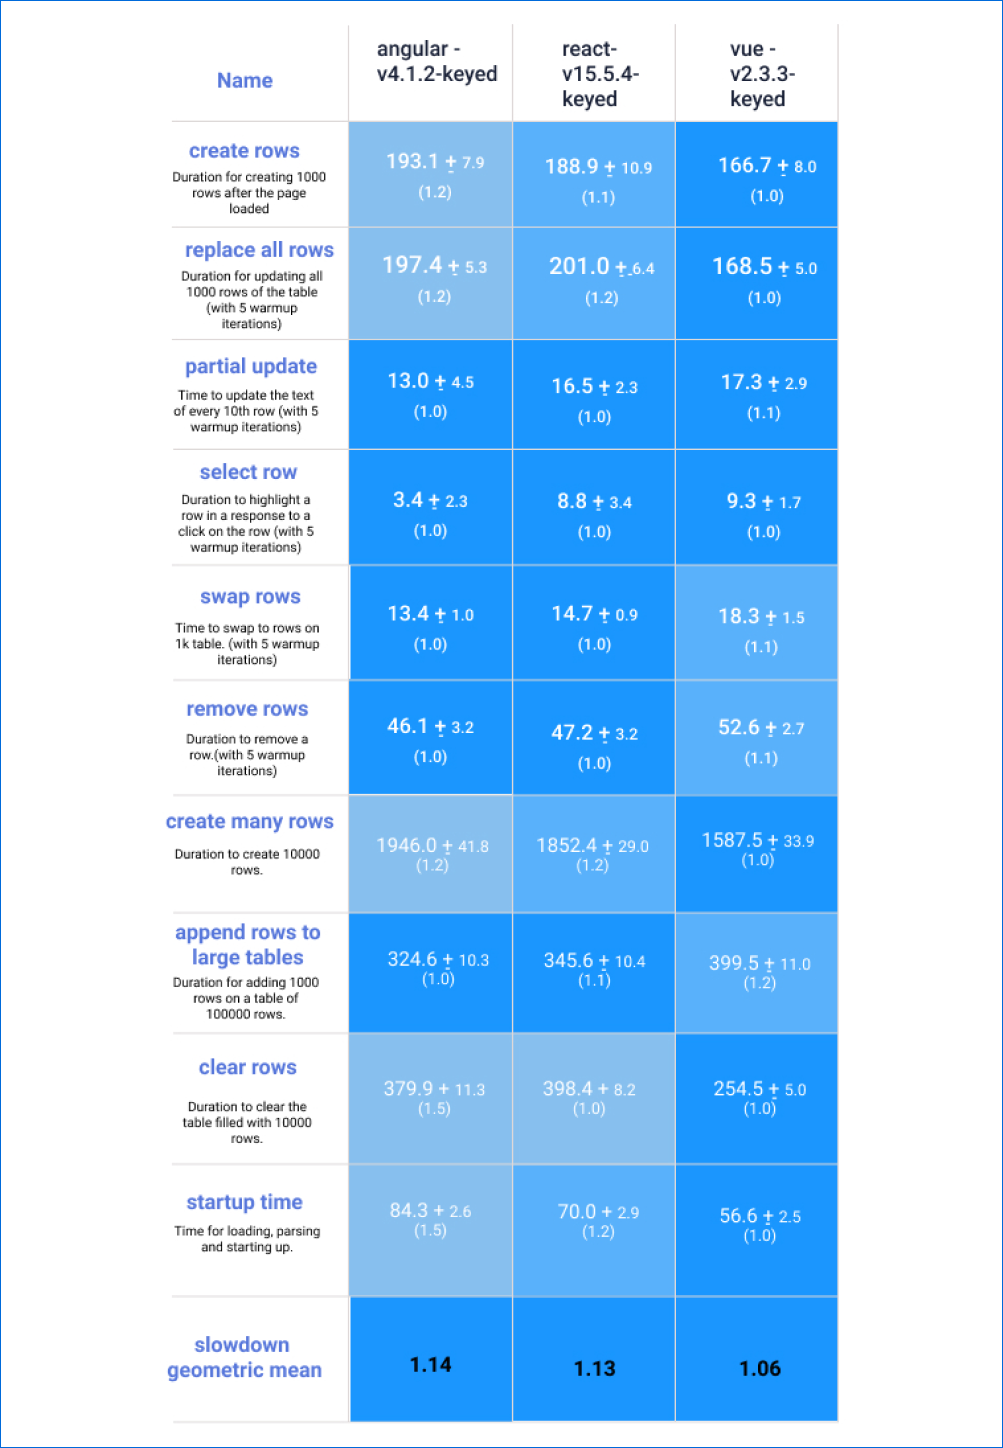 Name
angular -
v4.1.2-keyed
react-
v15.5.4-
keyed
vue -
v2.3.3-
keyed
create rows
Duration for creating 1000
rows after the page
loaded
193.1 ± 7.9
(1.2)
188.9 ± 10.9
(1.1)
166.7 ± 8.0
(1.0)
replace all rows
Duration for updating all
1000 rows of the table
(with 5 warmup
iterations)
197.4 ± 5.3
(1.2)
201.0 ± 6.4
(1.2)
168.5 ± 5.0
(1.0)
partial update
Time to update the text
of every 10th row (with 5
warmup iterations)
13.0 ± 4.5
(1.0)
16.5 ± 2.3
(1.0)
17.3 ± 2.9
(1.1)
select row
Duration to highlight a
row in a response to a
click on the row (with 5
warmup iterations)
3.4 ± 2.3
(1.0)
8.8 ± 3.4
(1.0)
9.3 ± 1.7
(1.0)
swap rows
Time to swap to rows on
1k table. (with 5 warmup
iterations)
13.4 ± 1.0
(1.0)
14.7 ± 0.9
(1.0)
18.3 ± 1.5
(1.1)
remove rows
Duration to remove a
row.(with 5 warmup
iterations)
46.1 ± 3.2
(1.0)
47.2 ± 3.2
(1.0)
52.6 ± 2.7
(1.1)
create many rows
Duration to create 10000
rows.
1946.0 ± 41.8
(1.2)
1852.4 ± 29.0
(1.2)
1587.5 ± 33.9
(1.0)
append rows to
large tables
Duration for adding 1000
rows on a table of
100000 rows.
324.6 ± 10.3
(1.0)
345.6 ± 10.4
(1.1)
399.5 ± 11.0
(1.2)
clear rows
Duration to clear the
table filled with 10000
rows.
379.9 + 11.3
(1.5)
398.4 + 8.2
(1.0)
254.5 ± 5.0
(1.0)
startup time
Time for loading, parsing
and starting up.
84.3 + 2.6
(1.5)
70.0 + 2.9
(1.2)
56.6 ± 2.5
(1.0)
slowdown
geometric mean
1.14
1.13
1.06